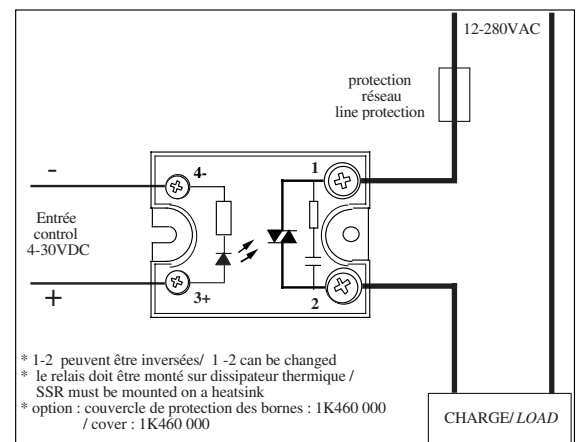 12-280VAC
protection
réseau
line protection
-
4-
1
Entrée
control
4-30VDC
+
3+
2
* 1-2 peuvent être inversées/ 1 -2 can be changed
* le relais doit être monté sur dissipateur thermique /
SSR must be mounted on a heatsink
* option : couvercle de protection des bornes : 1K460 000
/ cover : 1K460 000
CHARGE/ LOAD